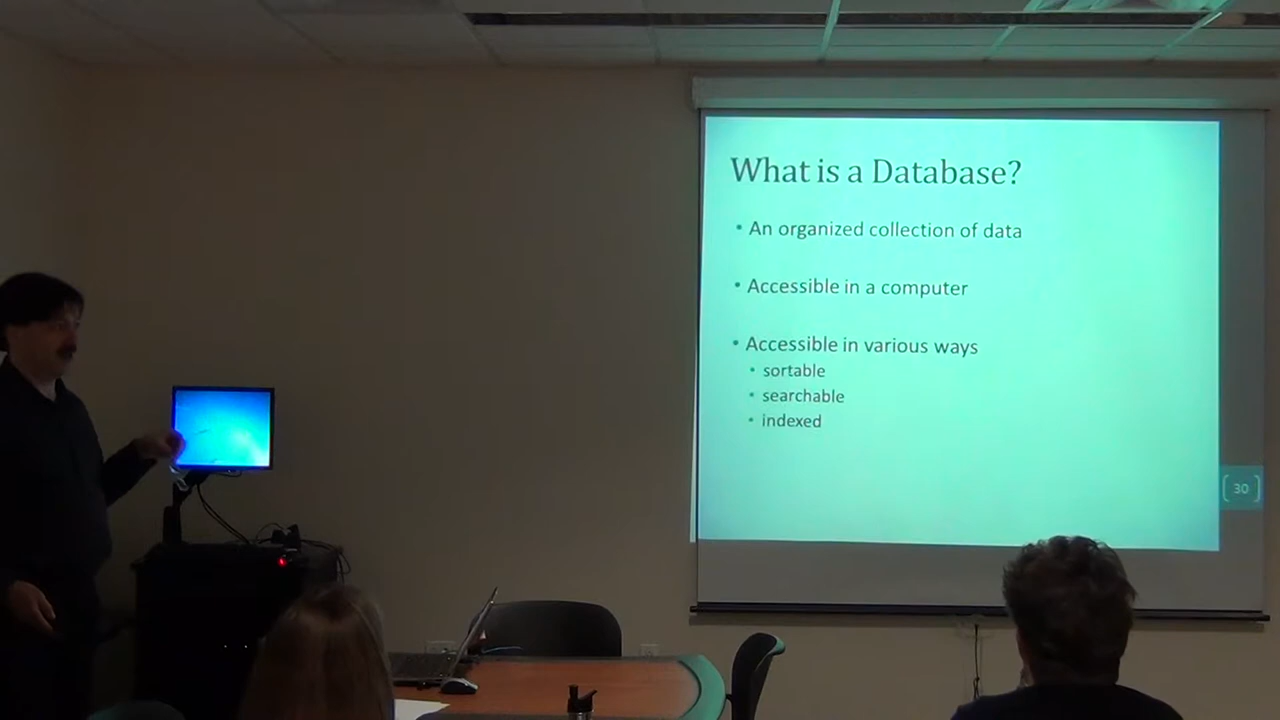 What is a Database?
• An organized collection of data
• Accessible in a computer
• Accessible in various ways
• sortable
• searchable
• indexed
30